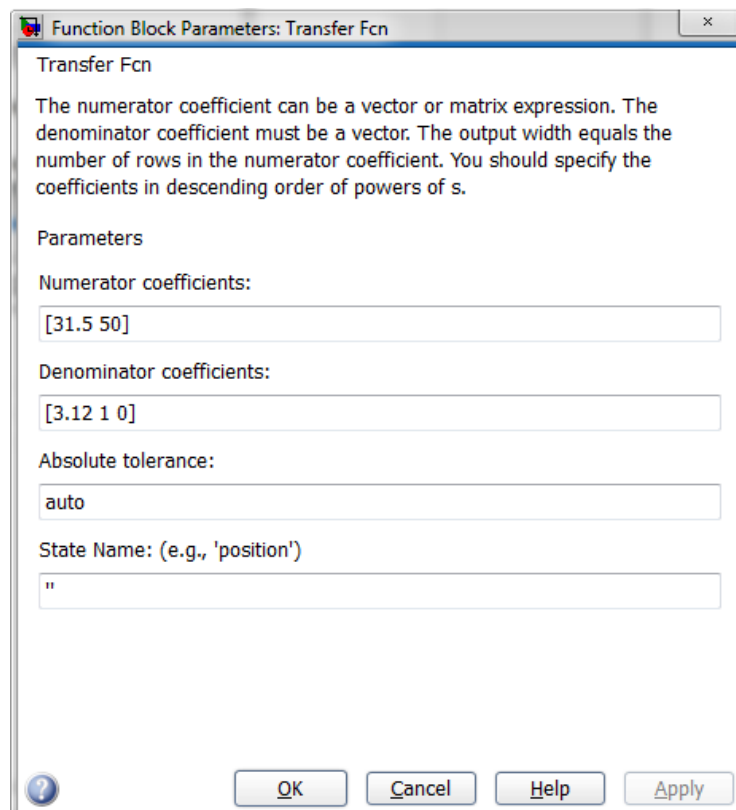 Function Block Parameters: Transfer Fcn
Transfer Fcn
The numerator coefficient can be a vector or matrix expression. The
denominator coefficient must be a vector. The output width equals the
number of rows in the numerator coefficient. You should specify the
coefficients in descending order of powers of s.
Parameters
Numerator coefficients:
[31.5 50]
Denominator coefficients:
[3.12 1 0]
Absolute tolerance:
auto
State Name: (e.g., 'position')
''
OK Cancel Help Apply